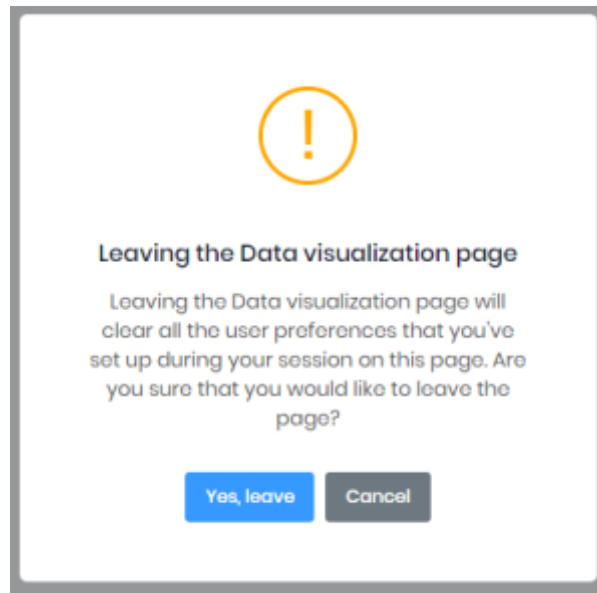 !
Leaving the Data visualization page
Leaving the Data visualization page will
clear all the user preferences that you've
set up during your session on this page. Are
you sure that you would like to leave the
page?
Yes, leave
Cancel